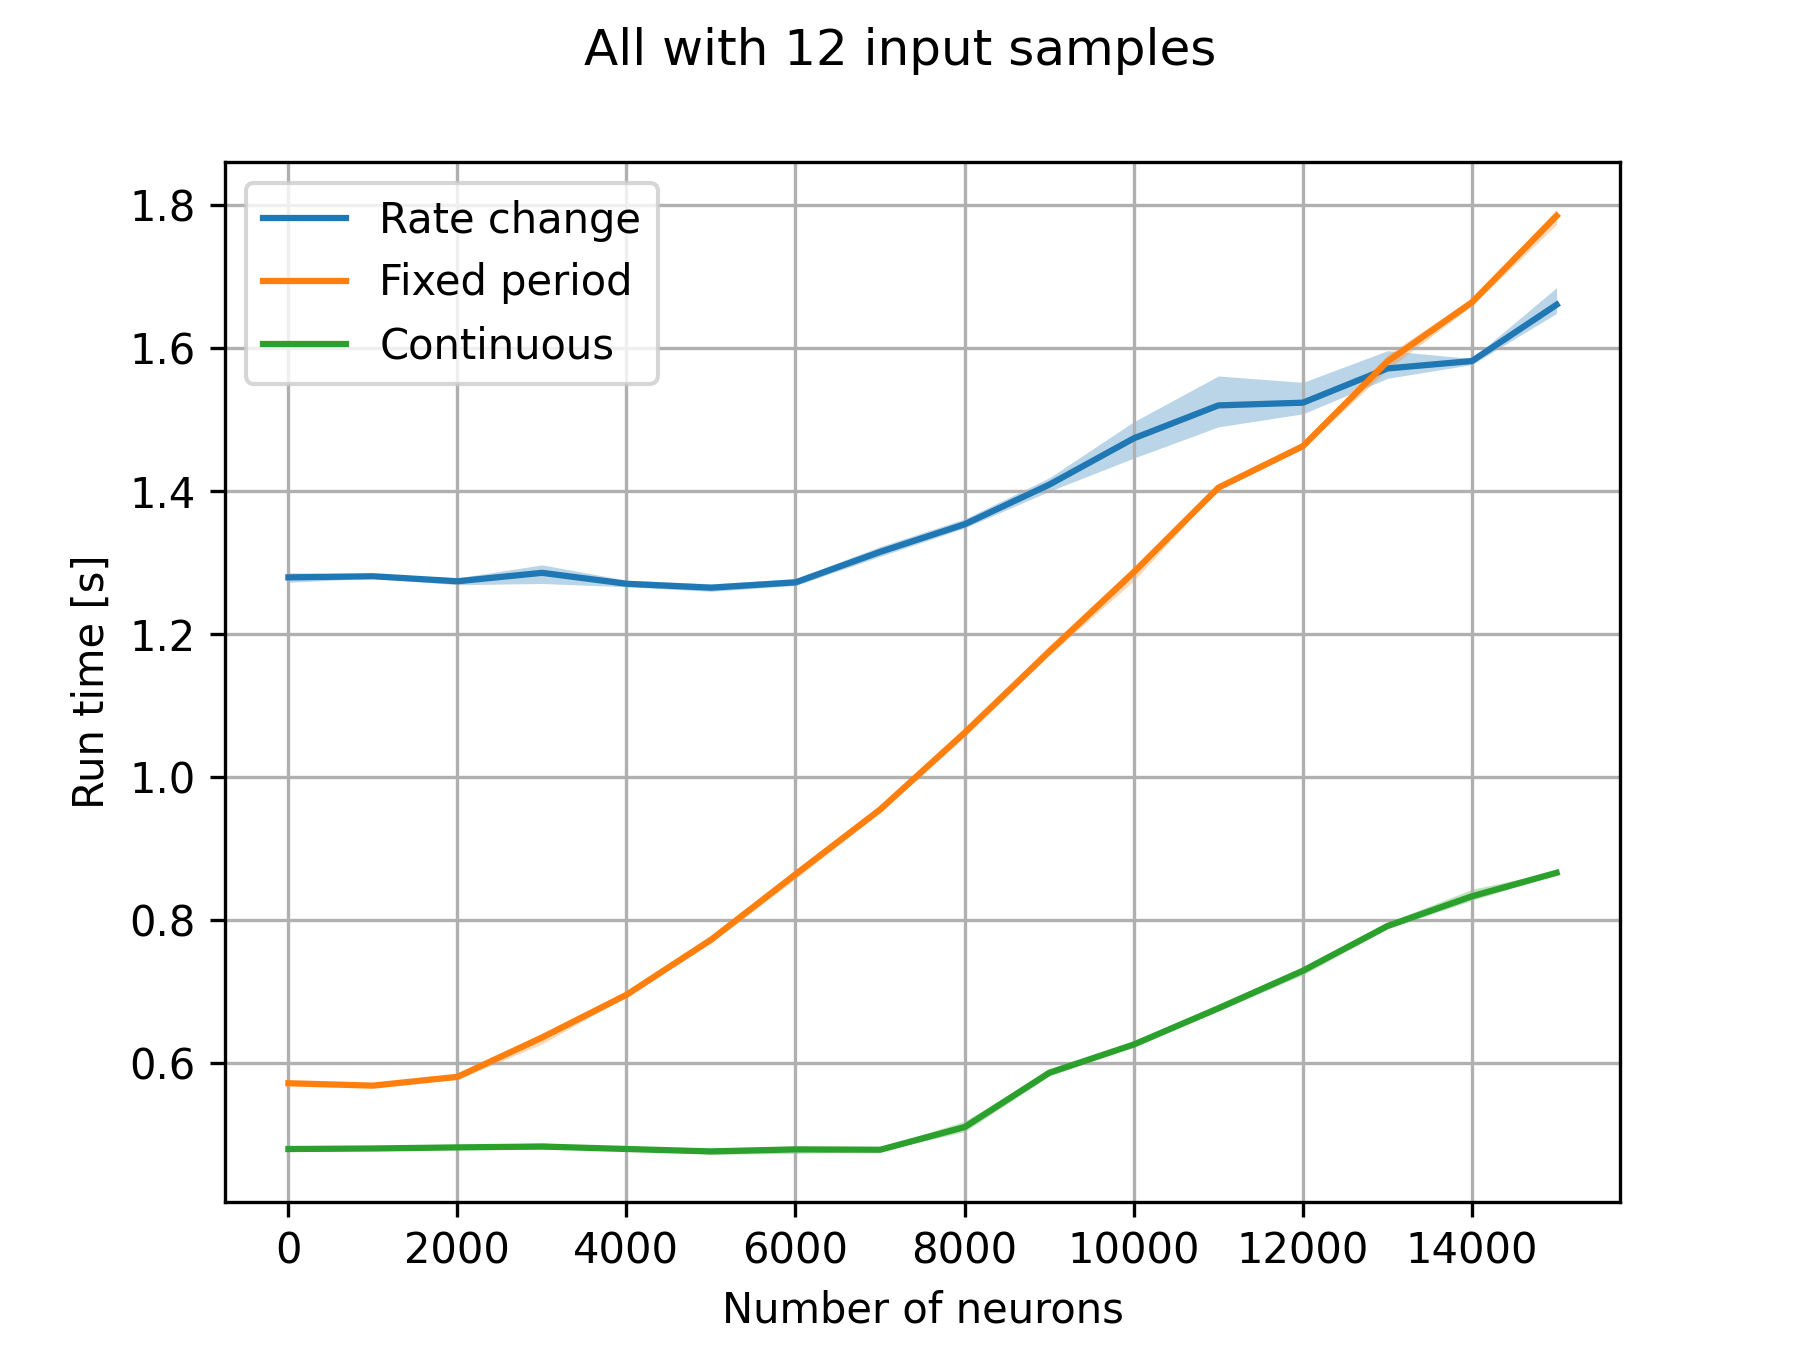 All with 12 input samples
Rate change
Fixed period
Continuous
1.8
1.6
1.4
1.2
1.0
0.8
0.6
Run time [s]
0 2000 4000 6000 8000 10000 12000 14000
Number of neurons